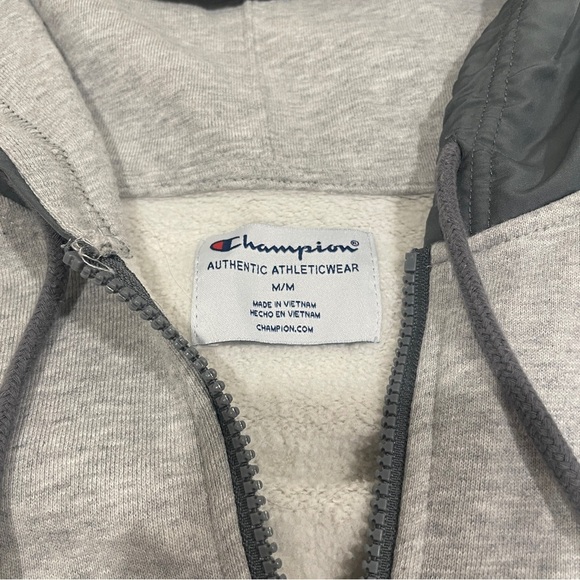 Champion®
AUTHENTIC ATHLETICWEAR
M/M
MADE IN VIETNAM
HECHO EN VIETNAM
CHAMPION.COM